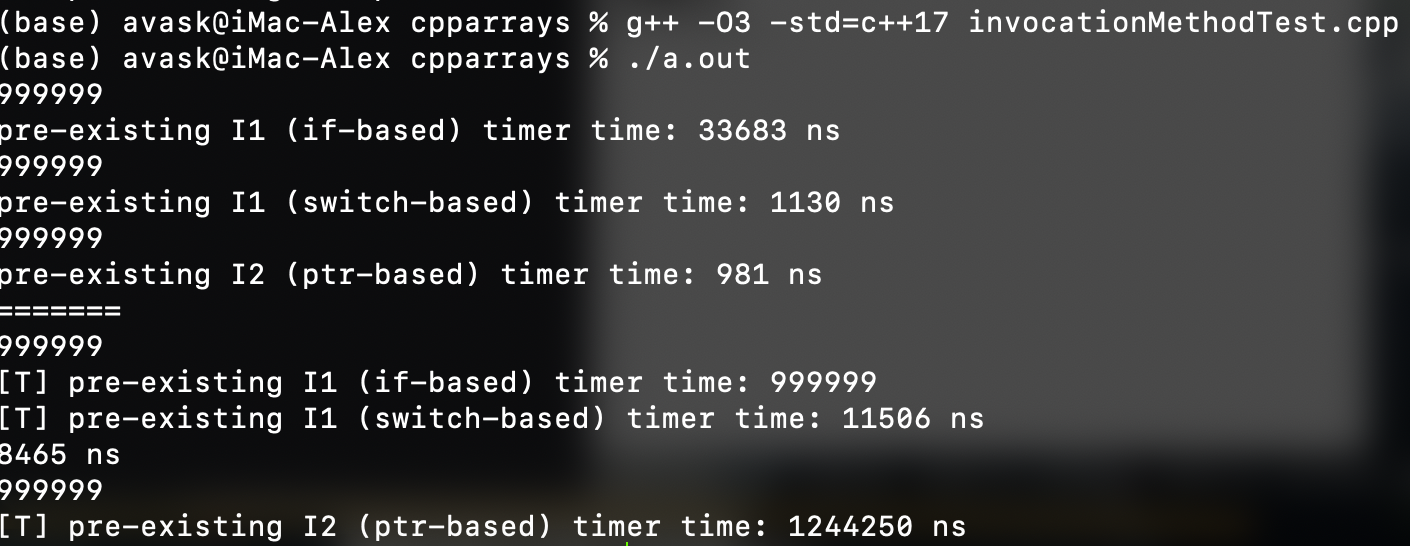 (base) avask@iMac-Alex cpparrays % g++ -O3 -std=c++17 invocationMethodTest.cpp
(base) avask@iMac-Alex cpparrays % ./a.out
999999
pre-existing I1 (if-based) timer time: 33683 ns
999999
pre-existing I1 (switch-based) timer time: 1130 ns
999999
pre-existing I2 (ptr-based) timer time: 981 ns
=======
999999
[T] pre-existing I1 (if-based) timer time: 999999
[T] pre-existing I1 (switch-based) timer time: 11506 ns
8465 ns
999999
[T] pre-existing I2 (ptr-based) timer time: 1244250 ns